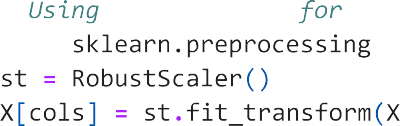 Using for
sklearn.preprocessing
st = RobustScaler()
X[cols] = st.fit_transform(X